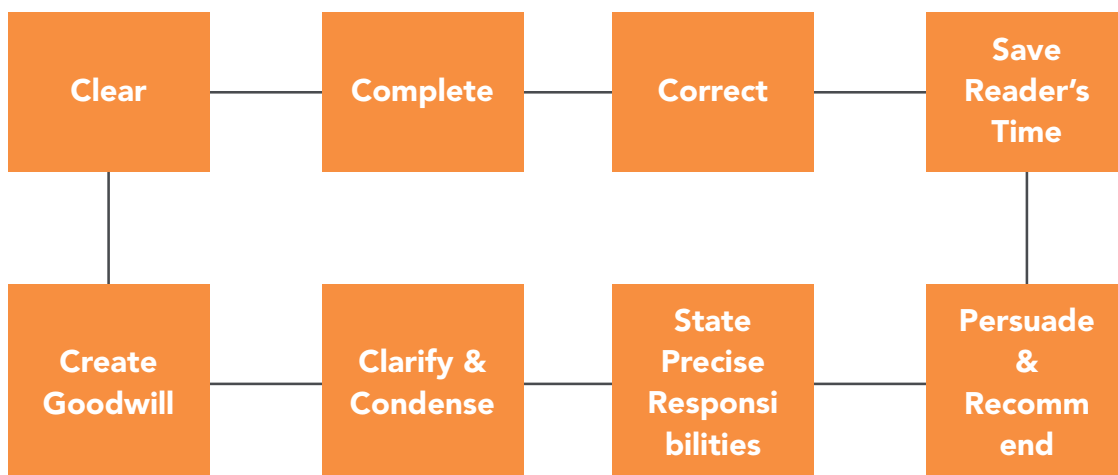 Clear
Complete
Correct
Save
Reader’s
Time
Create
Goodwill
Clarify &
Condense
State
Precise
Responsi
bilities
Persuade
&
Recomm
end